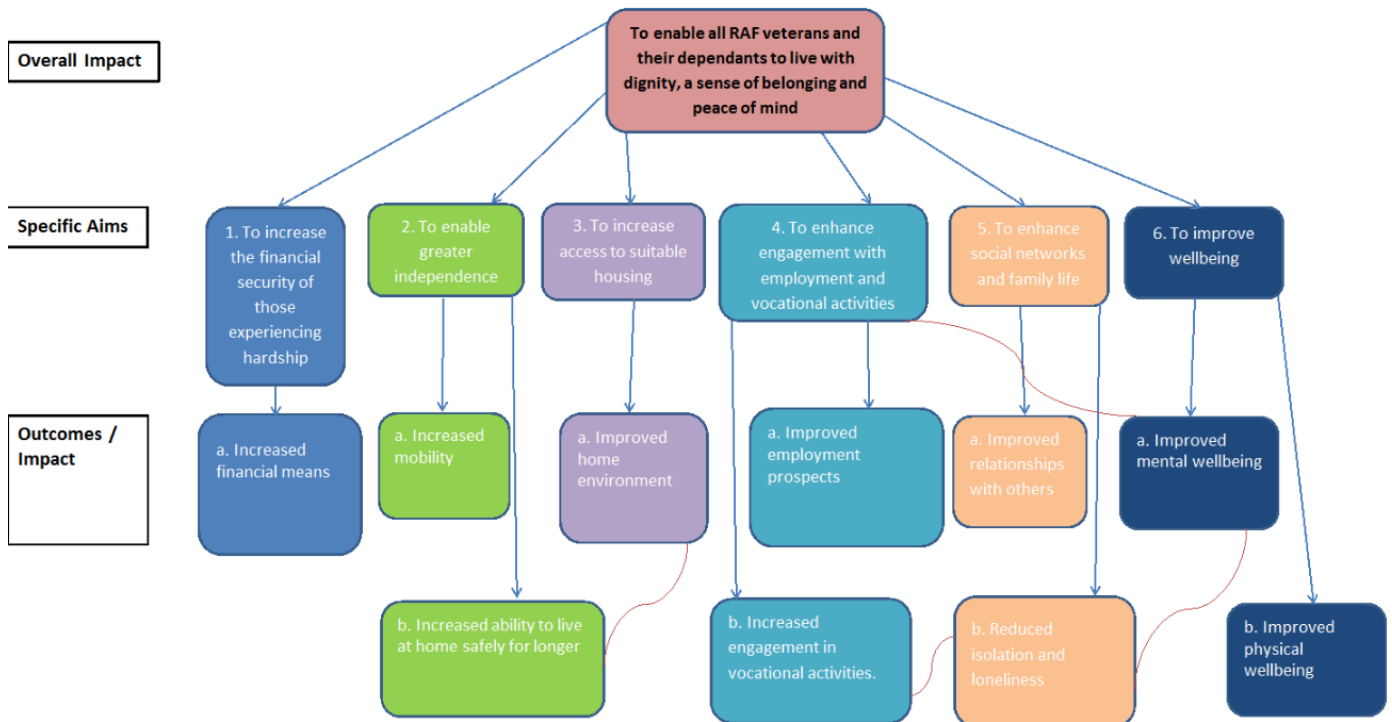 Overall Impact
To enable all RAF veterans and
their dependants to live with
dignity, a sense of belonging and
peace of mind
Specific Aims
1. To increase
the financial
security of
those
experiencing
hardship
2. To enable
greater
independence
3. To increase
access to suitable
housing
4. To enhance
engagement with
employment and
vocational activities
5. To enhance
social networks
and family life
6. To improve
wellbeing
Outcomes /
Impact
a. Increased
financial means
a. Increased
mobility
a. Improved
home
environment
a. Improved
employment
prospects
a. Improved
relationships
with others
a. Improved
mental wellbeing
b. Increased ability to live
at home safely for longer
b. Increased
engagement in
vocational activities.
b. Reduced
isolation and
loneliness
b. Improved
physical
wellbeing